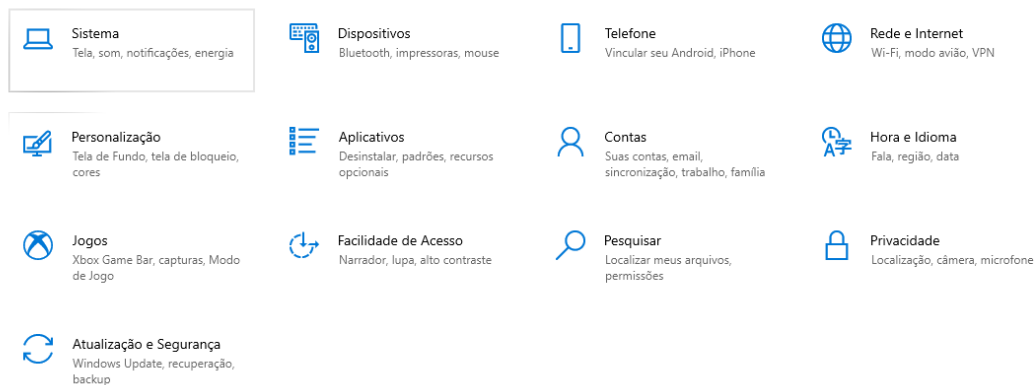 Sistema
Tela, som, notificações, energia
Dispositivos
Bluetooth, impressoras, mouse
Telefone
Vincular seu Android, iPhone
Rede e Internet
Wi-Fi, modo avião, VPN
Personalização
Tela de Fundo, tela de bloqueio,
cores
Aplicativos
Desinstalar, padrões, recursos
opcionais
Contas
Suas contas, email,
sincronização, trabalho, família
Hora e Idioma
Fala, região, data
Jogos
Xbox Game Bar, capturas, Modo
de Jogo
Facilidade de Acesso
Narrador, lupa, alto contraste
Pesquisar
Localizar meus arquivos,
permissões
Privacidade
Localização, câmera, microfone
Atualização e Segurança
Windows Update, recuperação,
backup